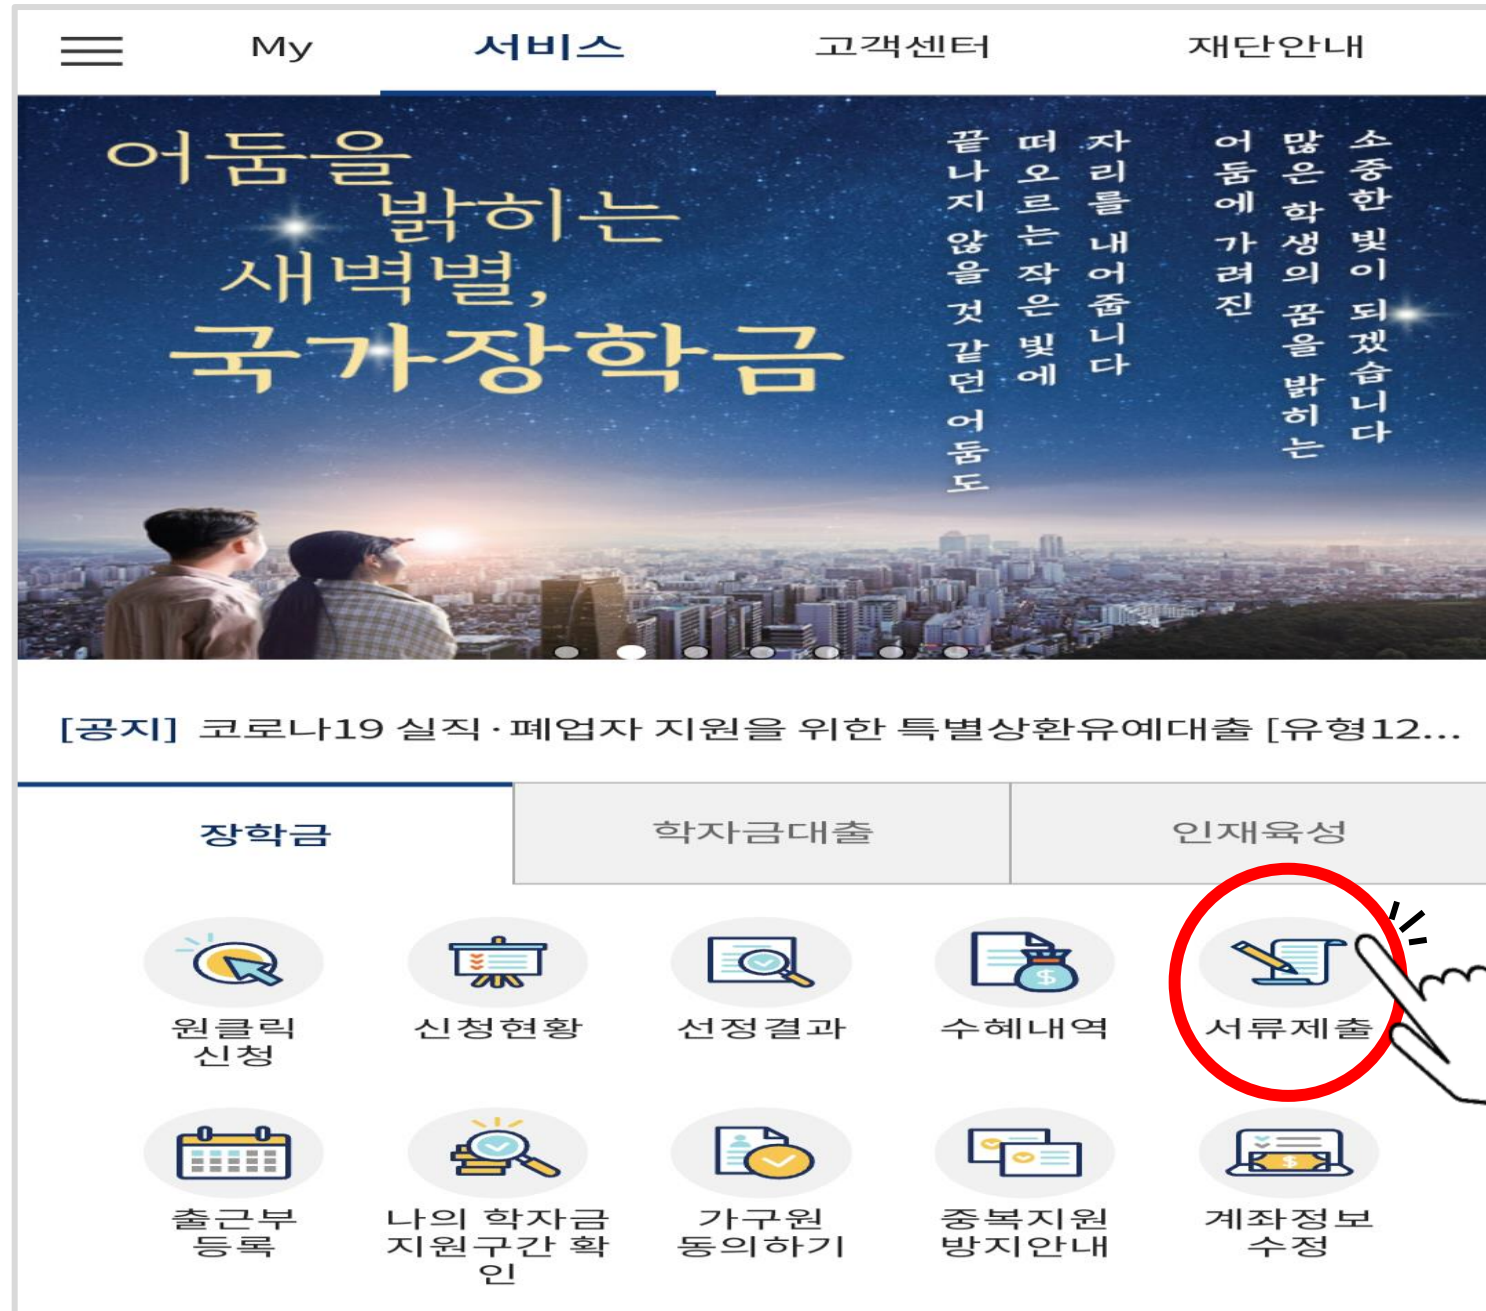 My
서비스
고객센터
재단안내
어둠을
밝히는
새벽별,
국가장학금
소중한 빛이 되겠습니다
많은 학생의 꿈을 밝히는
어둠에 가려진
자리를 내어줍니다
떠오르는 작은 빛에
끝나지 않을 것 같던 어둠도
[공지] 코로나19 실직·폐업자 지원을 위한 특별상환유예대출 [유형12...
장학금
학자금대출
인재육성
원클릭
신청
신청현황
선정결과
수혜내역
서류제출
출근부
등록
나의 학자금
지원구간 확
인
가구원
동의하기
중복지원
방지안내
계좌정보
수정